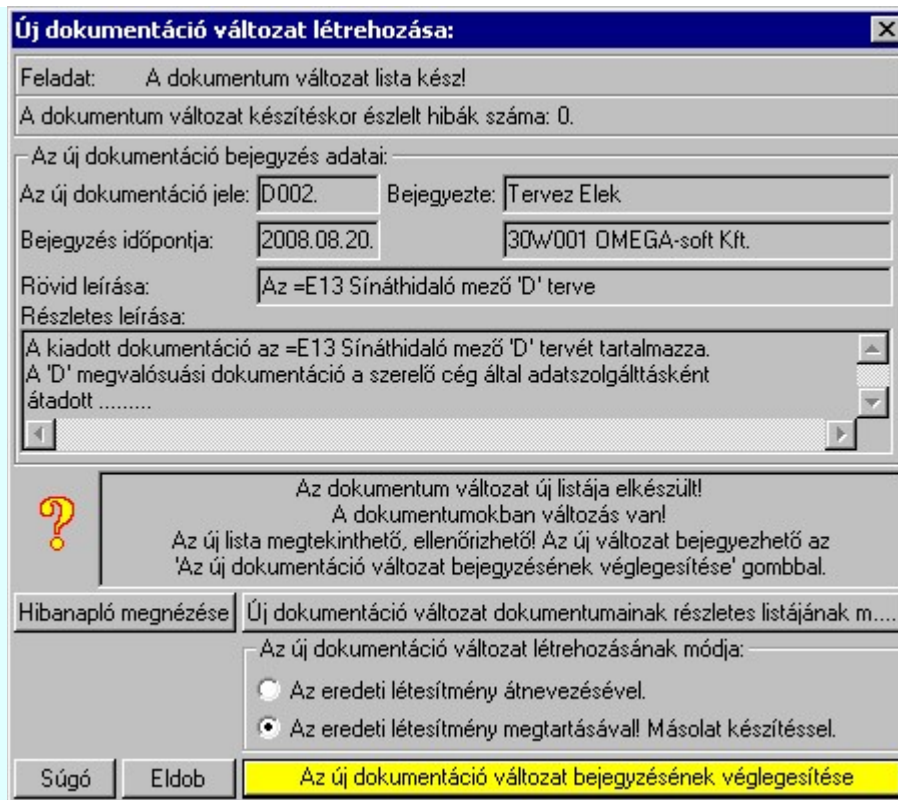 Új dokumentáció változat létrehozása:
Feladat: A dokumentum változat lista kész!
A dokumentum változat készítéskor észlelt hibák száma: 0.
Az új dokumentáció bejegyzés adatai:
Az új dokumentáció jele: D002. Bejegyezte: Tervez Elek
Bejegyzés időpontja: 2008.08.20. 30W001 OMEGA-soft Kft.
Rövid leírása: Az =E13 Sínáthidaló mező 'D' terve
Részletes leírása:
A kiadott dokumentáció az =E13 Sínáthidaló mező 'D' tervét tartalmazza.
A 'D' megvalósuási dokumentáció a szerelő cég által adatszolgálttásként
átadott .........
Az dokumentum változat új listája elkészült!
A dokumentumokban változás van!
Az új lista megtekinthető, ellenőrizhető! Az új változat bejegyezhető az
'Az új dokumentáció változat bejegyzésének véglegesítése' gombbal.
Hibanapló megnézése Új dokumentáció változat dokumentumainak részletes listájának m....
Az új dokumentáció változat létrehozásának módja:
Az eredeti létesítmény átnevezésével.
Az eredeti létesítmény megtartásával! Másolat készítéssel.
Súgó Eldob Az új dokumentáció változat bejegyzésének véglegesítése